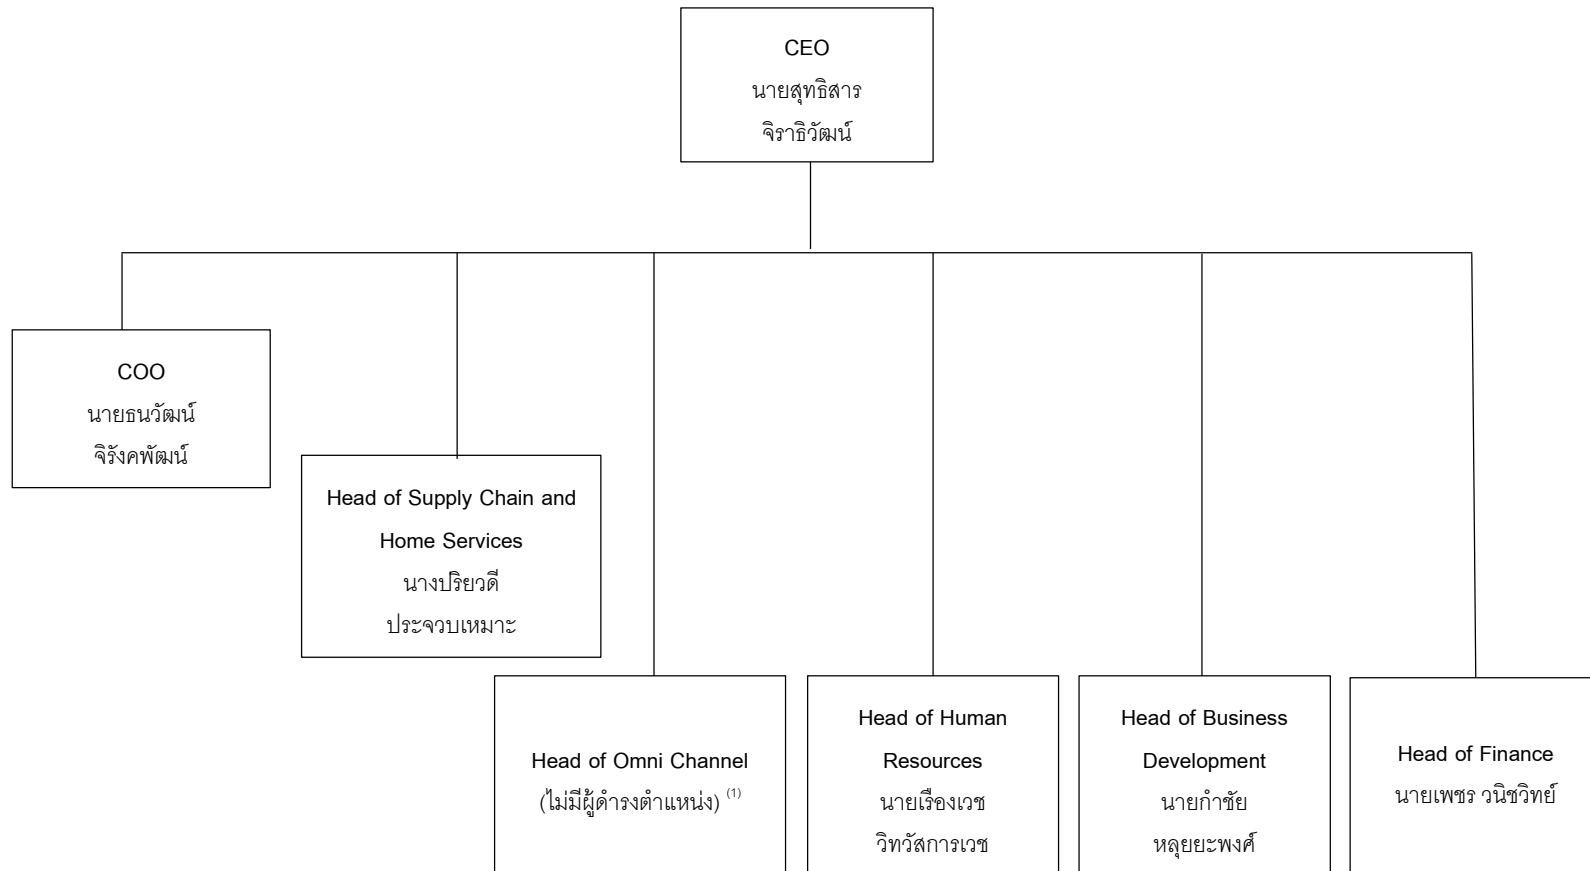 CEO
นายสุทธิสาร
จิราธิวัฒน์
COO
นายธนวัฒน์
จิรังคพัฒน์
Head of Supply Chain and
Home Services
นางปริยวดี
ประจวบเหมาะ
Head of Omni Channel
(ไม่มีผู้ดำรงตำแหน่ง) (1)
Head of Human
Resources
นายเรืองเวช
วิทวัสการเวช
Head of Business
Development
นายกำชัย
หลุยยะพงศ์
Head of Finance
นายเพชร วนิชวิทย์